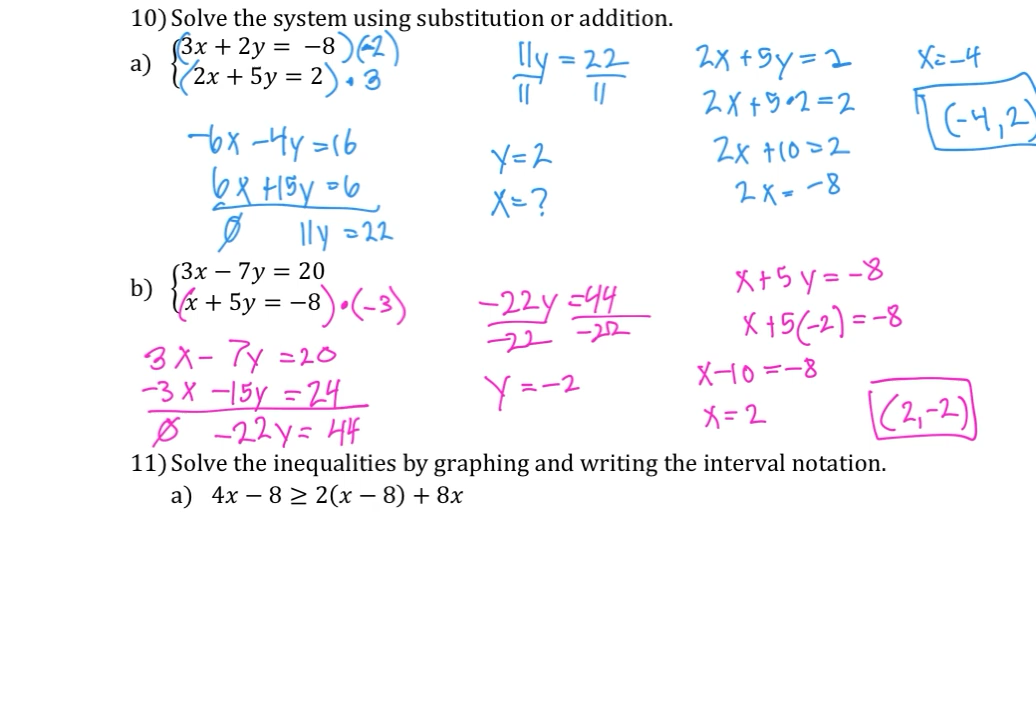 10) Solve the system using substitution or addition.
a) {(3x + 2y = −8)(-2)
{(2x + 5y = 2)·3
-6x -4y =16
6x +15y =6
0 11y =22
11y = 22
11 11
y=2
x=?
2x +5y = 2
2x +5·2 =2
2x +10 =2
2x = -8
x=-4
(-4,2)
b) {3x − 7y = 20
{(x + 5y = −8)·(-3)
3x- 7y =20
-3x -15y =24
0 -22y= 44
-22y =44
-22 -22
y =-2
x+5y=-8
x+5(-2)=-8
x-10 =-8
x=2
(2,-2)
11) Solve the inequalities by graphing and writing the interval notation.
a) 4x − 8 ≥ 2(x − 8) + 8x